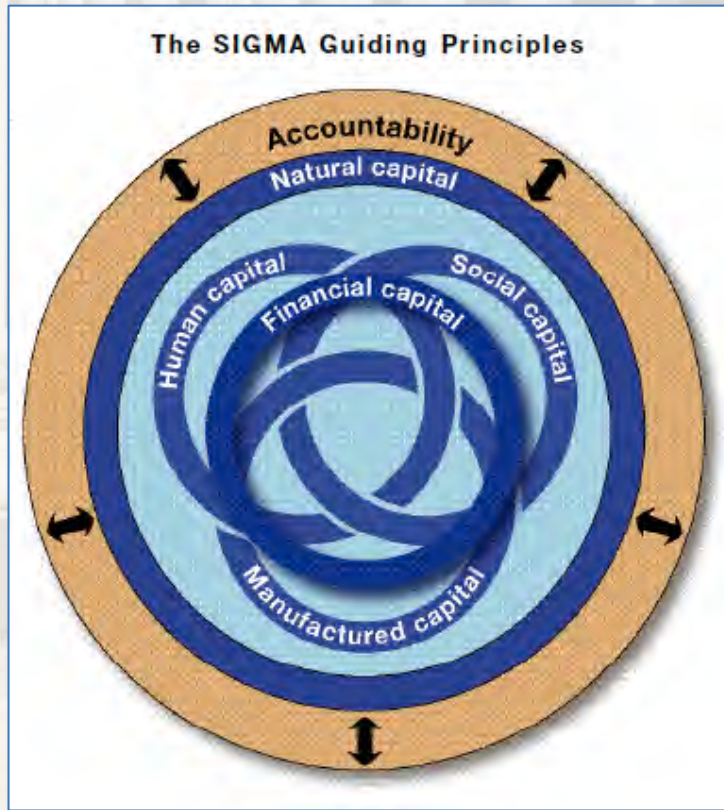 The SIGMA Guiding Principles
Accountability
Natural capital
Human capital
Social capital
Financial capital
Manufactured capital